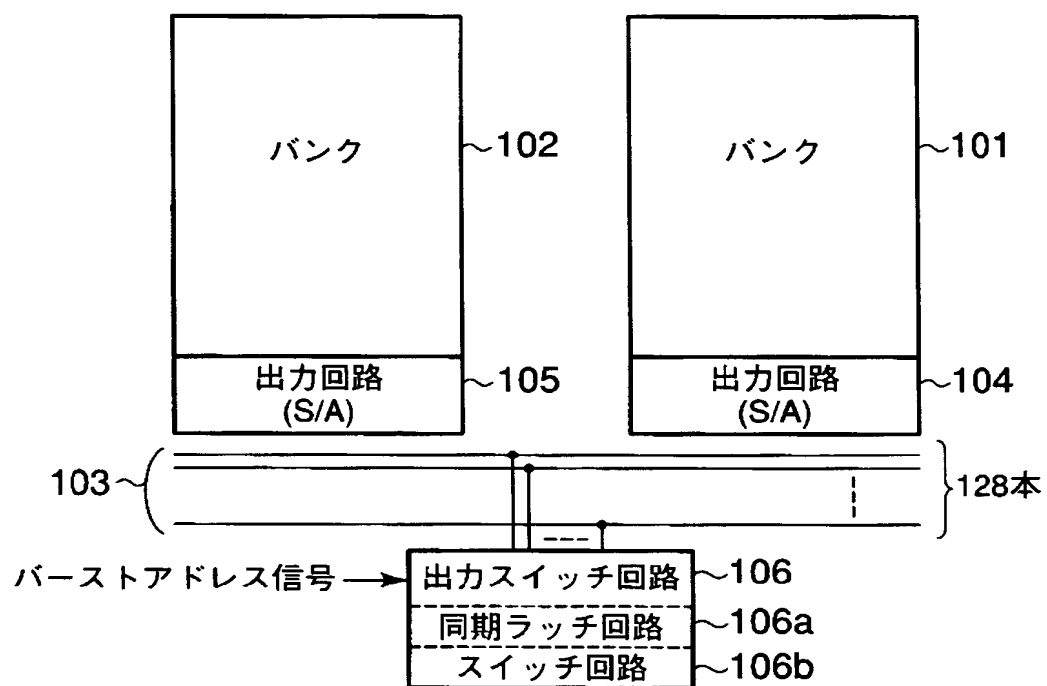 バンク
102
バンク
101
出力回路
(S/A)
105
出力回路
(S/A)
104
103
128本
バーストアドレス信号
出力スイッチ回路
106
同期ラッチ回路
106a
スイッチ回路
106b